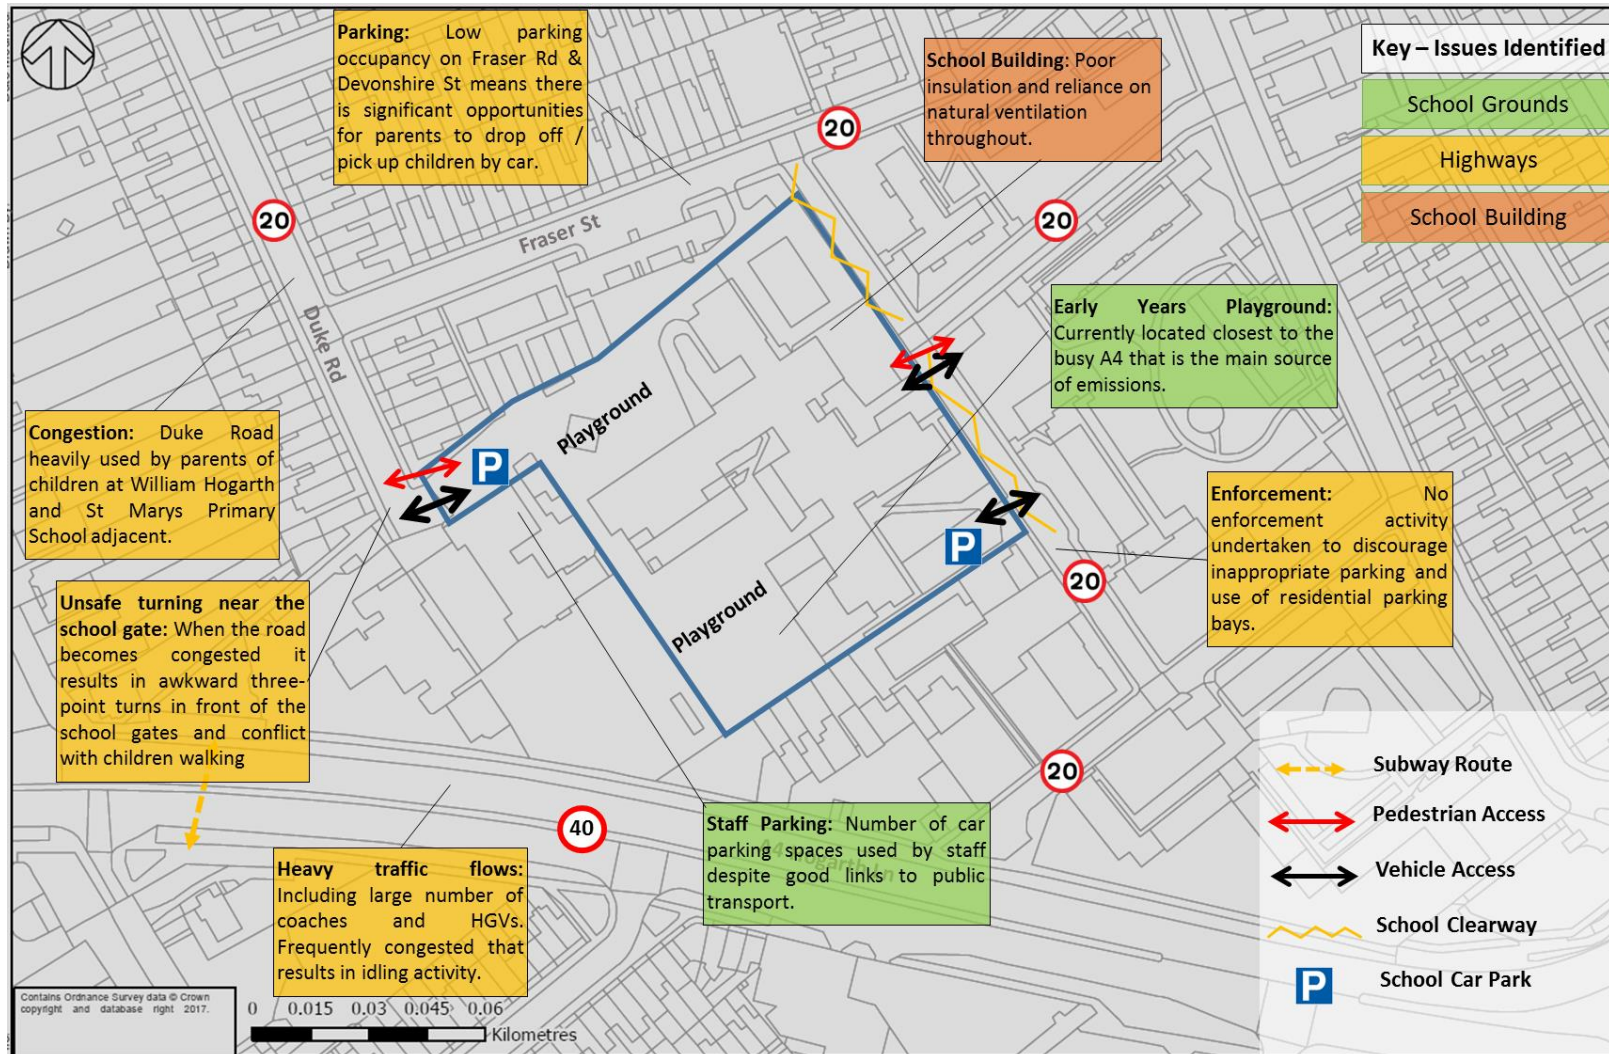 Parking: Low parking
occupancy on Fraser Rd &
Devonshire St means there
is significant opportunities
for parents to drop off /
pick up children by car.
School Building: Poor
insulation and reliance on
natural ventilation
throughout.
Key – Issues Identified
School Grounds
Highways
School Building
20
20
20
Fraser St
Duke Rd
Early Years Playground:
Currently located closest to the
busy A4 that is the main source
of emissions.
Playground
Congestion: Duke Road
heavily used by parents of
children at William Hogarth
and St Marys Primary
School adjacent.
P
Enforcement: No
enforcement activity
undertaken to discourage
inappropriate parking and
use of residential parking
bays.
P
20
Playground
Unsafe turning near the
school gate: When the road
becomes congested it
results in awkward three-
point turns in front of the
school gates and conflict
with children walking
20
40
Staff Parking: Number of car
parking spaces used by staff
despite good links to public
transport.
Heavy traffic flows:
Including large number of
coaches and HGVs.
Frequently congested that
results in idling activity.
Subway Route
Pedestrian Access
Vehicle Access
School Clearway
P School Car Park
Contains Ordnance Survey data © Crown
copyright and database right 2017.
0 0.015 0.03 0.045 0.06
Kilometres